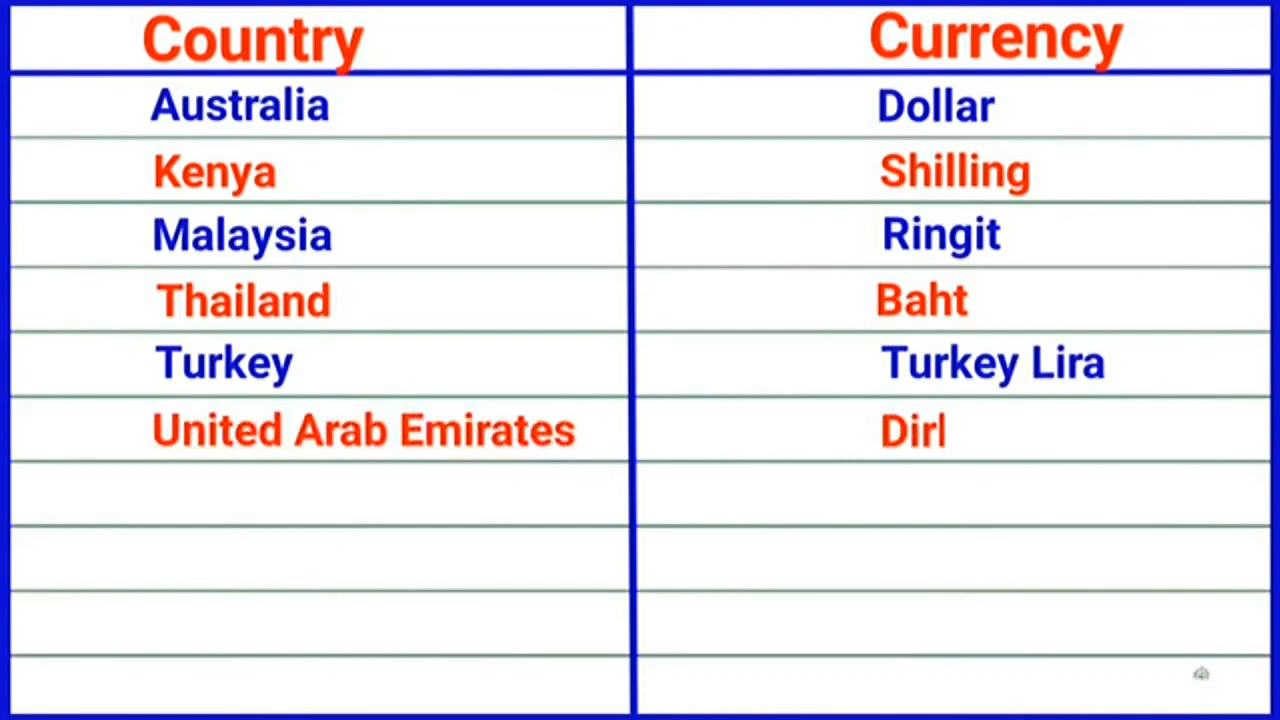 Country Currency
Australia Dollar
Kenya Shilling
Malaysia Ringit
Thailand Baht
Turkey Turkey Lira
United Arab Emirates Dirl